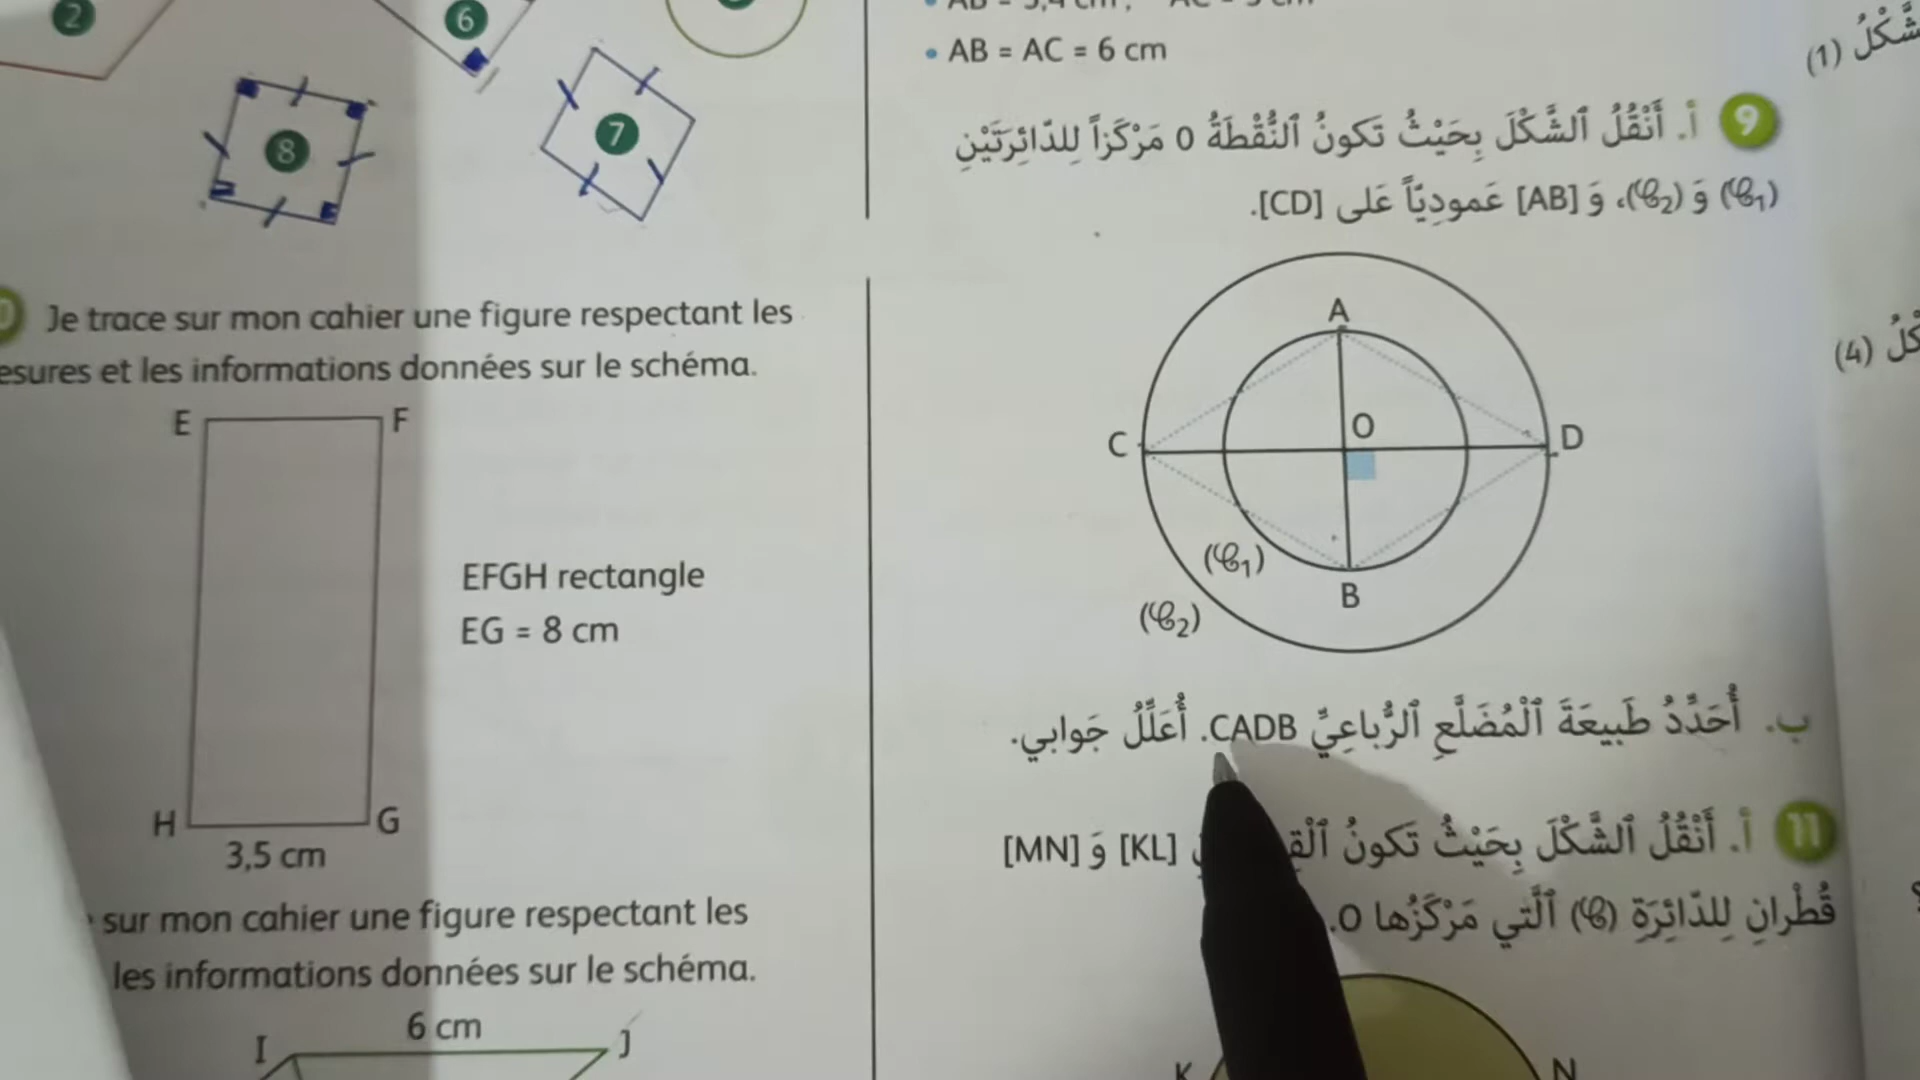 2
6
8
7
Je trace sur mon cahier une figure respectant les
esures et les informations données sur le schéma.
E
F
EFGH rectangle
EG = 8 cm
H
G
3,5 cm
sur mon cahier une figure respectant les
les informations données sur le schéma.
6 cm
I
J
• AB = AC = 6 cm
9 أ. أَنْقُلُ ٱلشَّكْلَ بِحَيْثُ تَكونُ ٱلنُّقْطَةُ O مَرْكَزاً لِلدّائِرَتَيْنِ
(𝒞1) وَ (𝒞2)، وَ [AB] عَمودِيّاً عَلى [CD].
A
O
C
D
(𝒞1)
B
(𝒞2)
ب. أُحَدِّدُ طَبيعَةَ ٱلْمُضَلَّعِ ٱلرُّباعِيِّ CADB. أُعَلِّلُ جَوابي.
11 أ. أَنْقُلُ ٱلشَّكْلَ بِحَيْثُ تَكونُ [KL] وَ [MN]
قُطْرانِ لِلدّائِرَةِ (𝒞) ٱلَّتي مَرْكَزُها O.
K
N
(1)
(4)